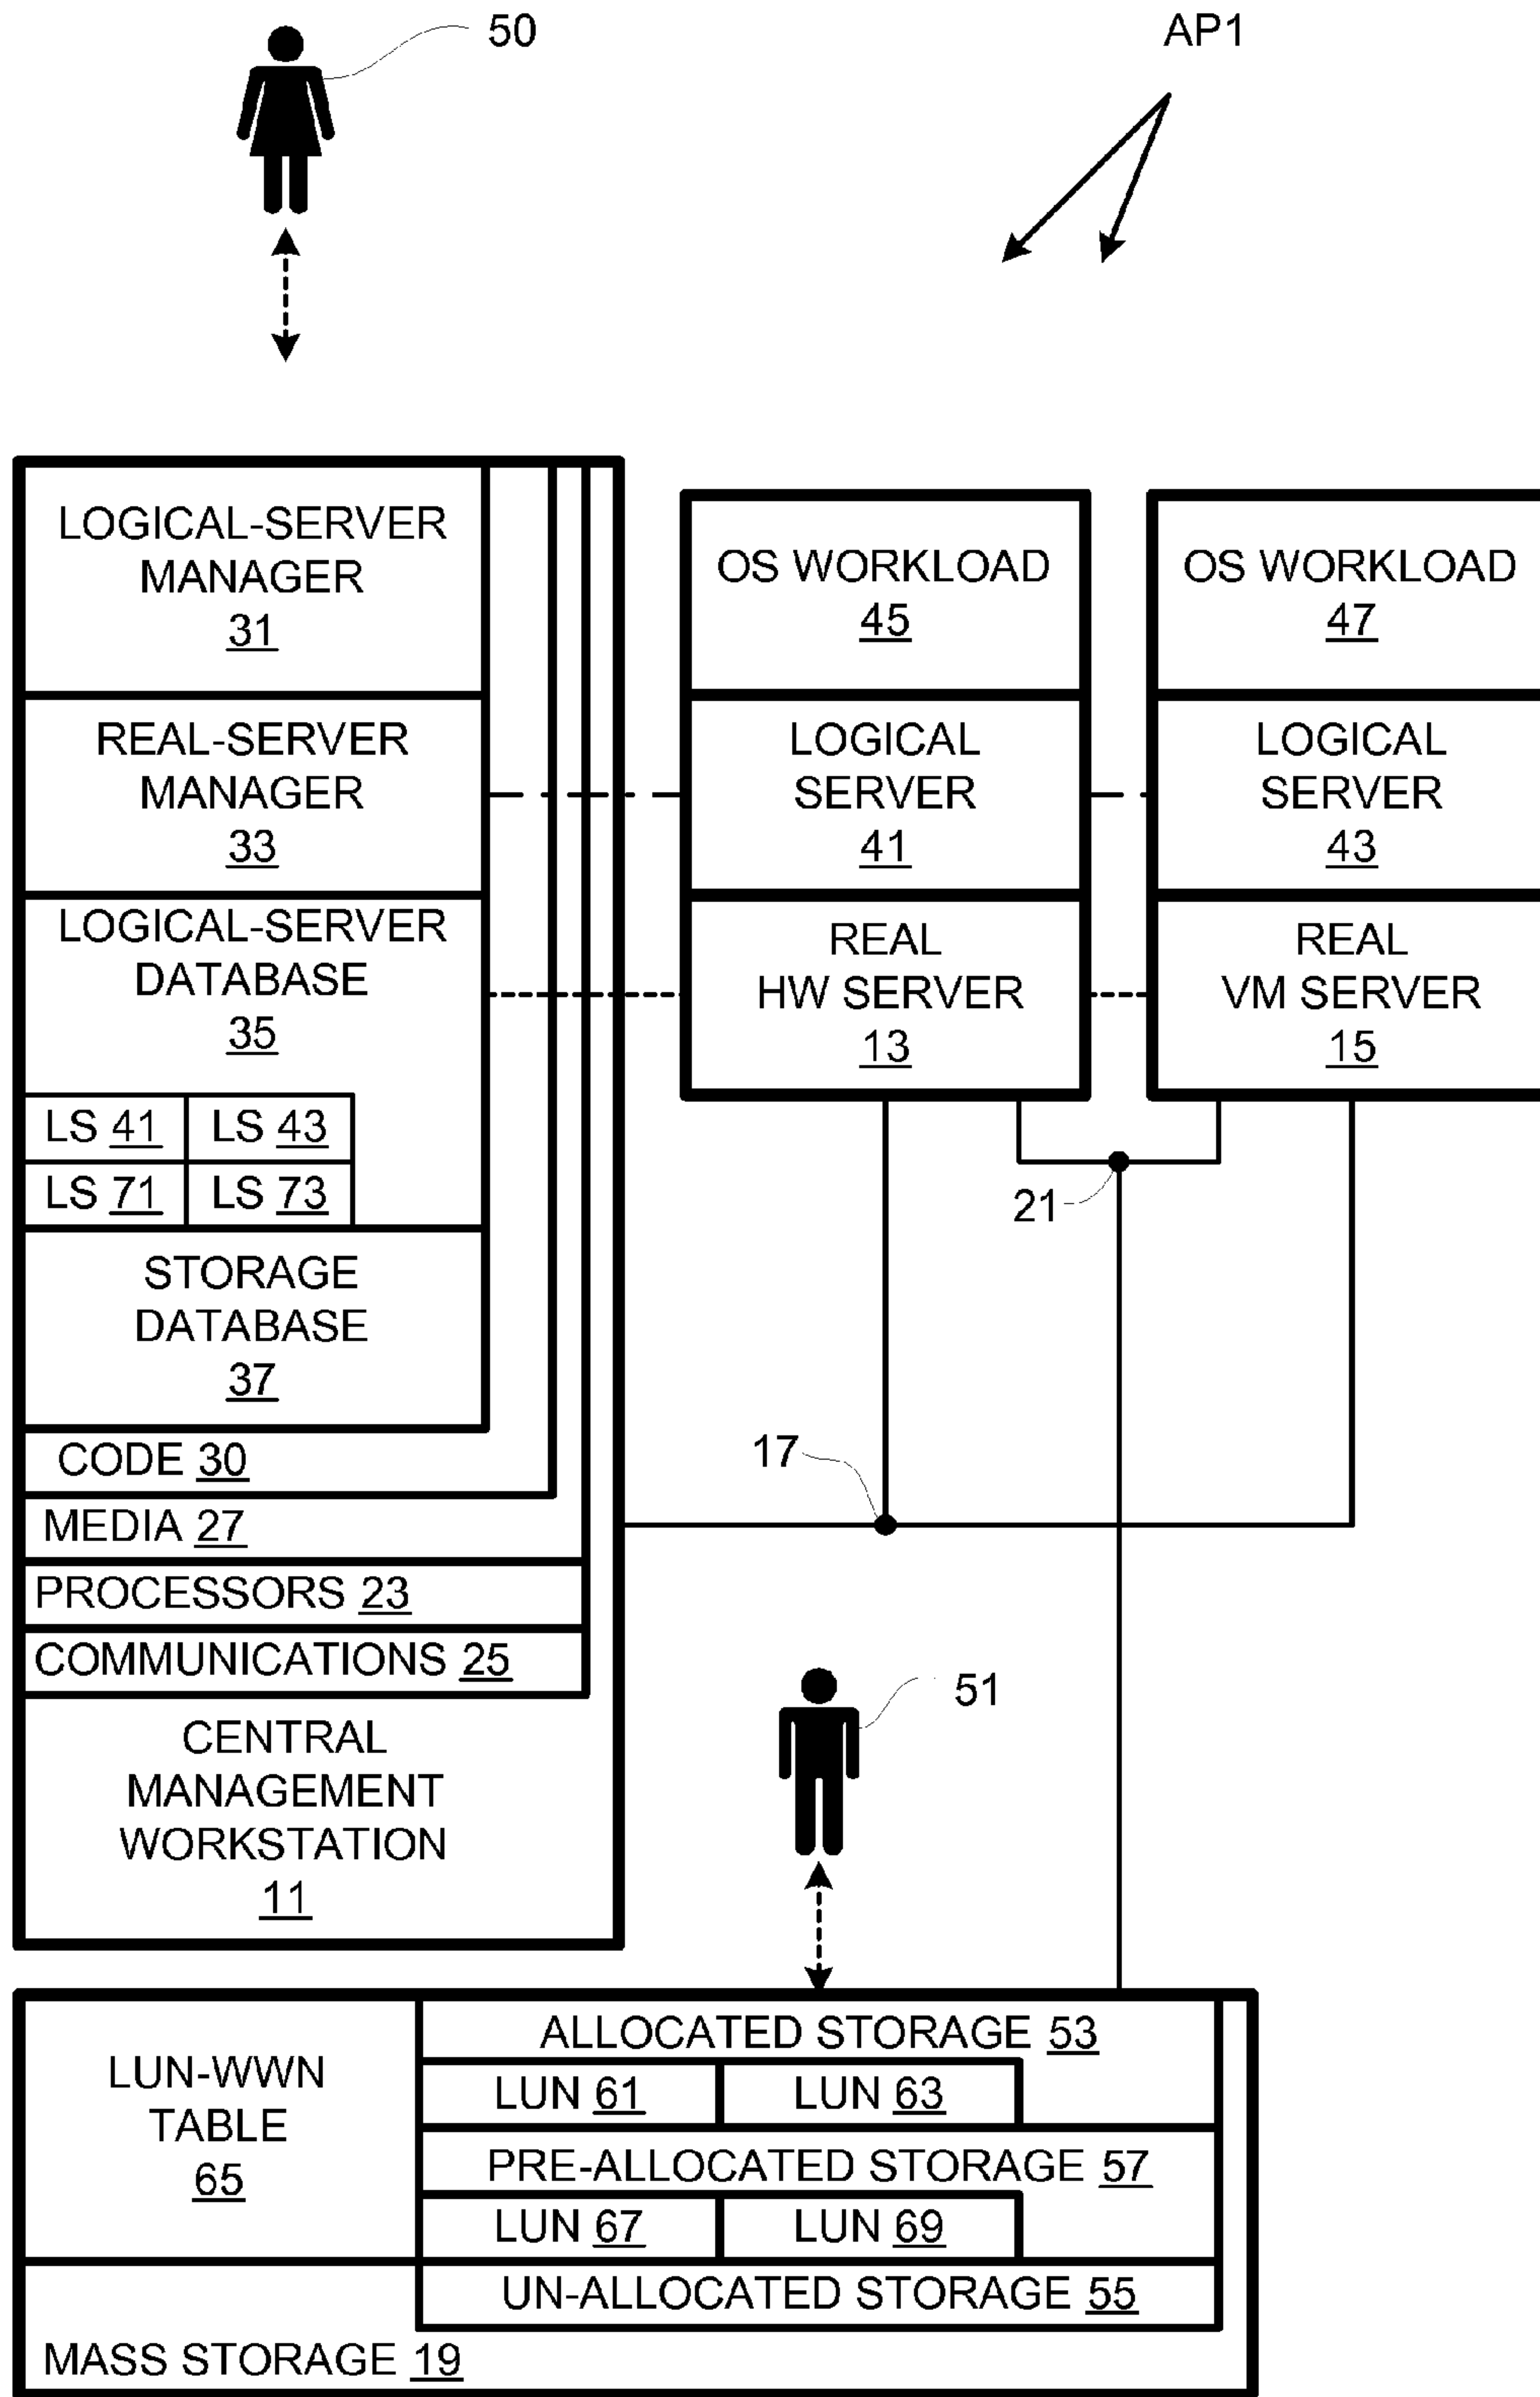 50
AP1
LOGICAL-SERVER
MANAGER
31
REAL-SERVER
MANAGER
33
LOGICAL-SERVER
DATABASE
35
LS 41
LS 43
LS 71
LS 73
STORAGE
DATABASE
37
CODE 30
MEDIA 27
PROCESSORS 23
COMMUNICATIONS 25
CENTRAL
MANAGEMENT
WORKSTATION
11
OS WORKLOAD
45
LOGICAL
SERVER
41
REAL
HW SERVER
13
OS WORKLOAD
47
LOGICAL
SERVER
43
REAL
VM SERVER
15
21
17
51
LUN-WWN
TABLE
65
ALLOCATED STORAGE 53
LUN 61
LUN 63
PRE-ALLOCATED STORAGE 57
LUN 67
LUN 69
UN-ALLOCATED STORAGE 55
MASS STORAGE 19